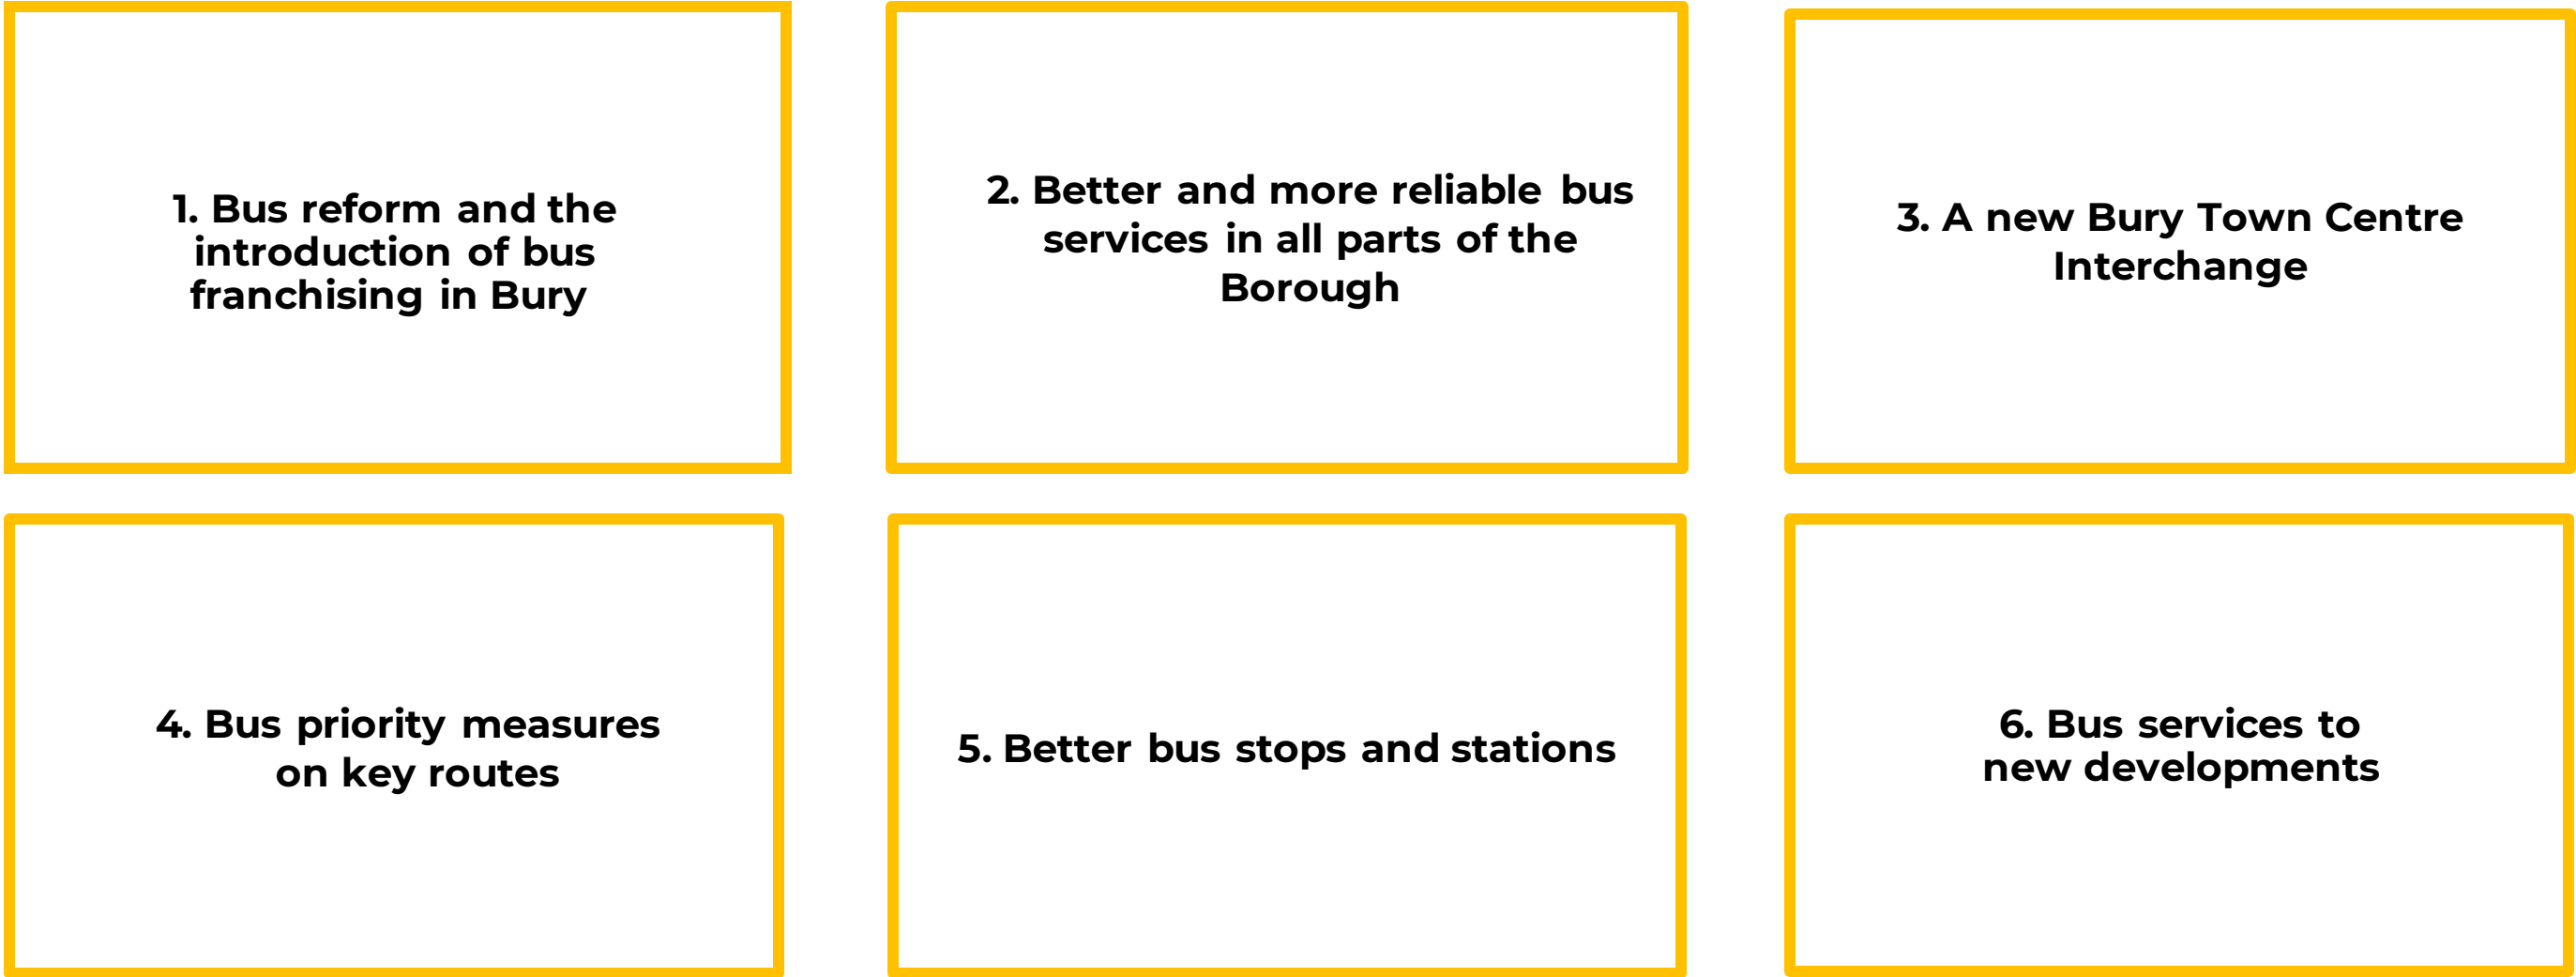 1. Bus reform and the
introduction of bus
franchising in Bury
2. Better and more reliable bus
services in all parts of the
Borough
3. A new Bury Town Centre
Interchange
4. Bus priority measures
on key routes
5. Better bus stops and stations
6. Bus services to
new developments